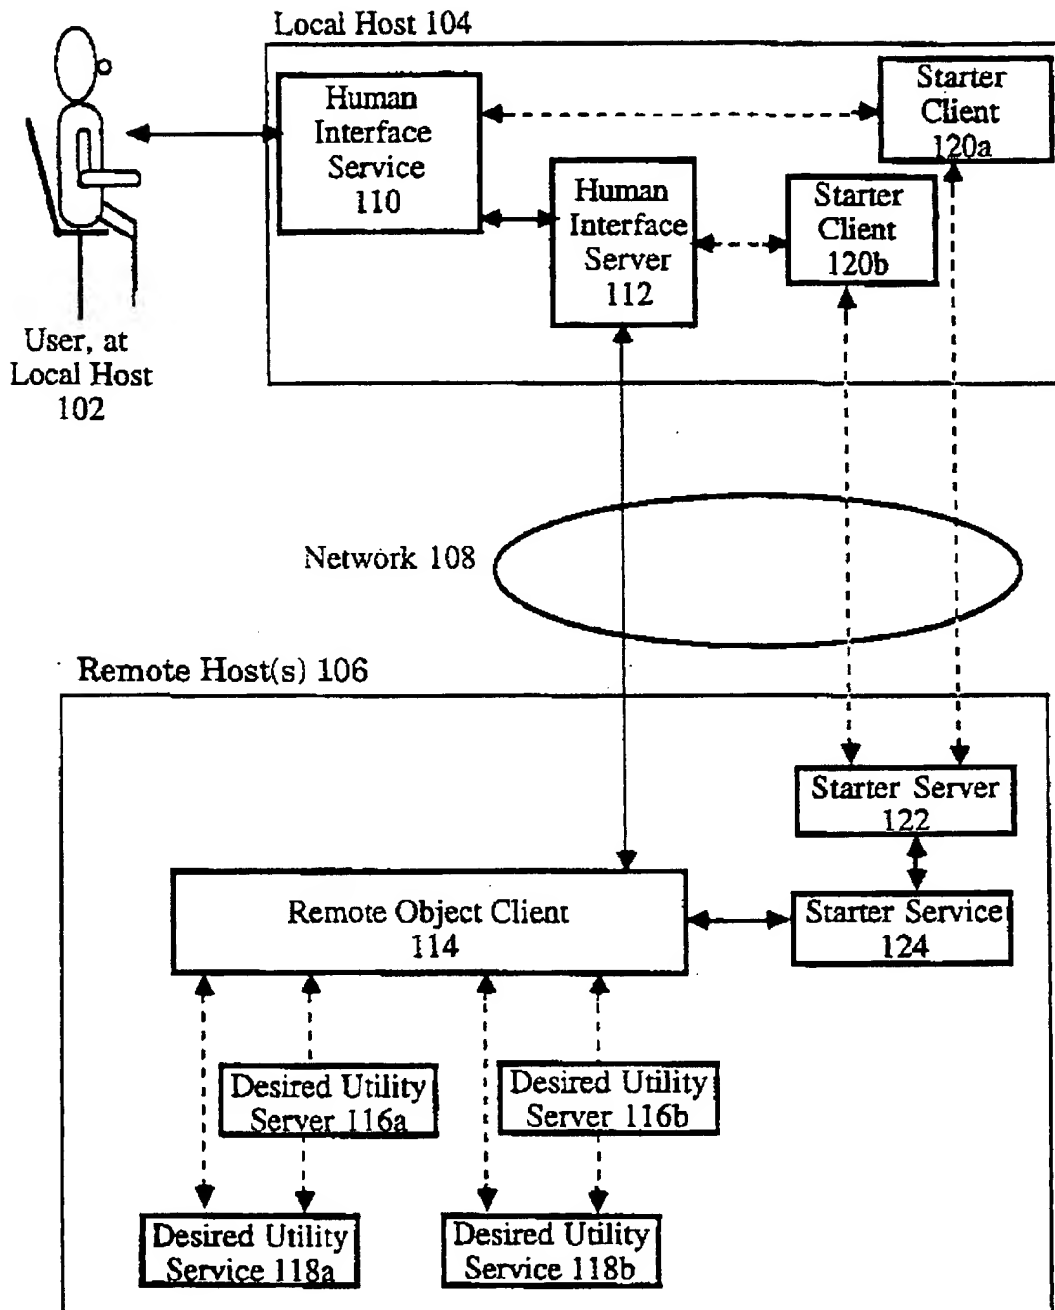 Local Host 104
Human
Interface
Service
110
Starter
Client
120a
Human
Interface
Server
112
Starter
Client
120b
User, at
Local Host
102
Network 108
Remote Host(s) 106
Starter Server
122
Remote Object Client
114
Starter Service
124
Desired Utility
Server 116a
Desired Utility
Server 116b
Desired Utility
Service 118a
Desired Utility
Service 118b